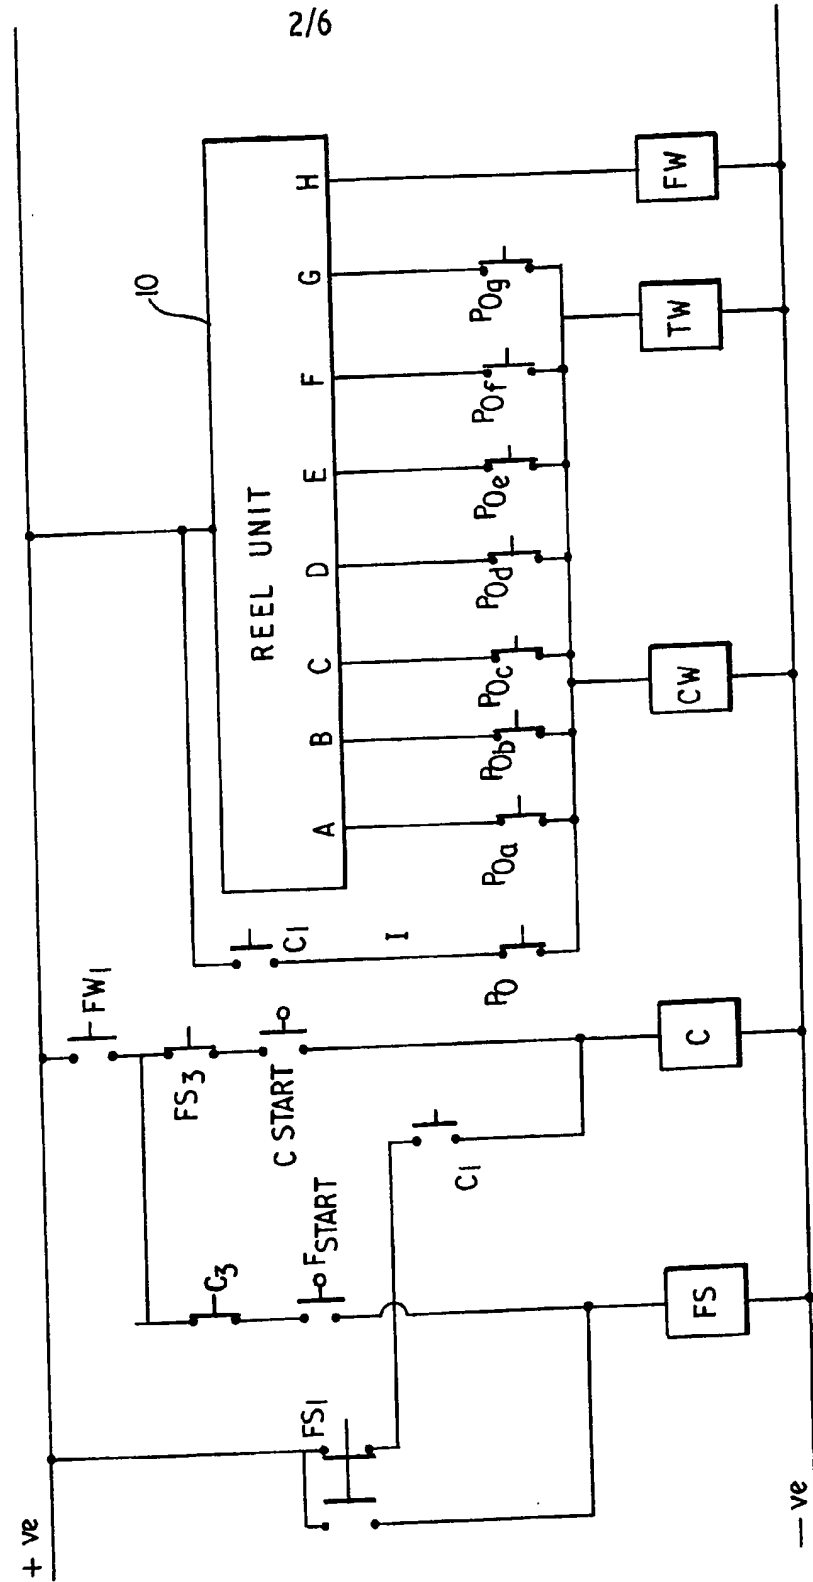 2/6
+ve
10
FW1
FS1
C3
FSTART
FS3
C START
C1
C1
I
REEL UNIT
A B C D E F G H
P0
P0a
P0b
P0c
P0d
P0e
P0f
P0g
FS
C
CW
TW
FW
-ve